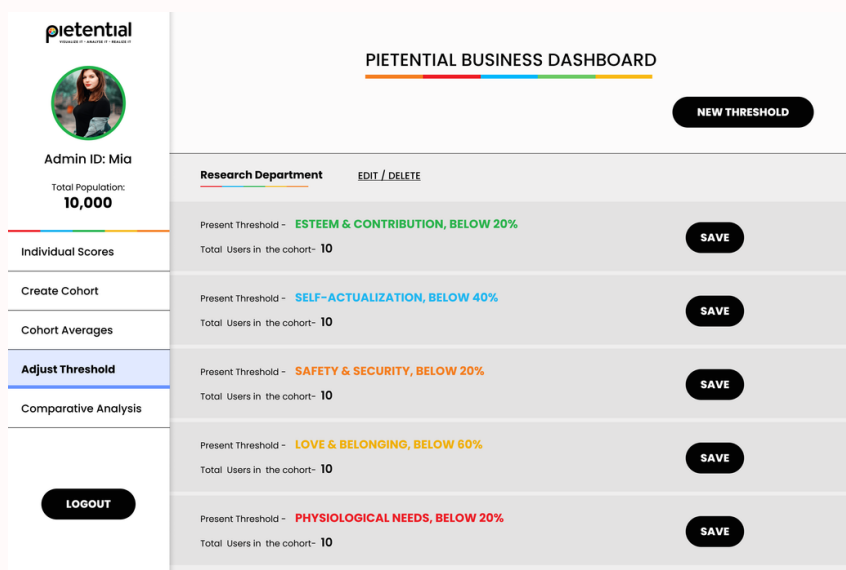 pietential
VISUALIZE IT - ANALYZE IT - REALIZE IT
Admin ID: Mia
Total Population:
10,000
Individual Scores
Create Cohort
Cohort Averages
Adjust Threshold
Comparative Analysis
LOGOUT
PIETENTIAL BUSINESS DASHBOARD
NEW THRESHOLD
Research Department EDIT / DELETE
Present Threshold - ESTEEM & CONTRIBUTION, BELOW 20%
Total Users in the cohort- 10
SAVE
Present Threshold - SELF-ACTUALIZATION, BELOW 40%
Total Users in the cohort- 10
SAVE
Present Threshold - SAFETY & SECURITY, BELOW 20%
Total Users in the cohort- 10
SAVE
Present Threshold - LOVE & BELONGING, BELOW 60%
Total Users in the cohort- 10
SAVE
Present Threshold - PHYSIOLOGICAL NEEDS, BELOW 20%
Total Users in the cohort- 10
SAVE